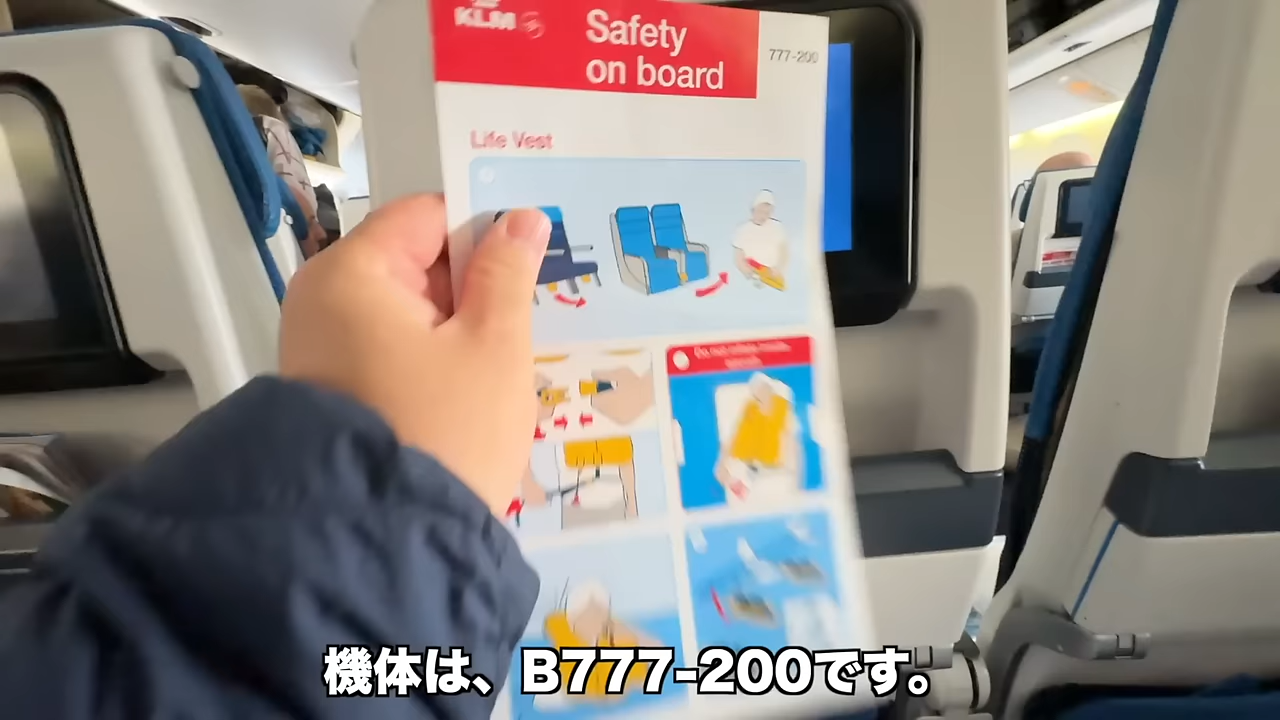 KLM
Safety
on board
777-200
Life Vest
機体は、B777-200です。